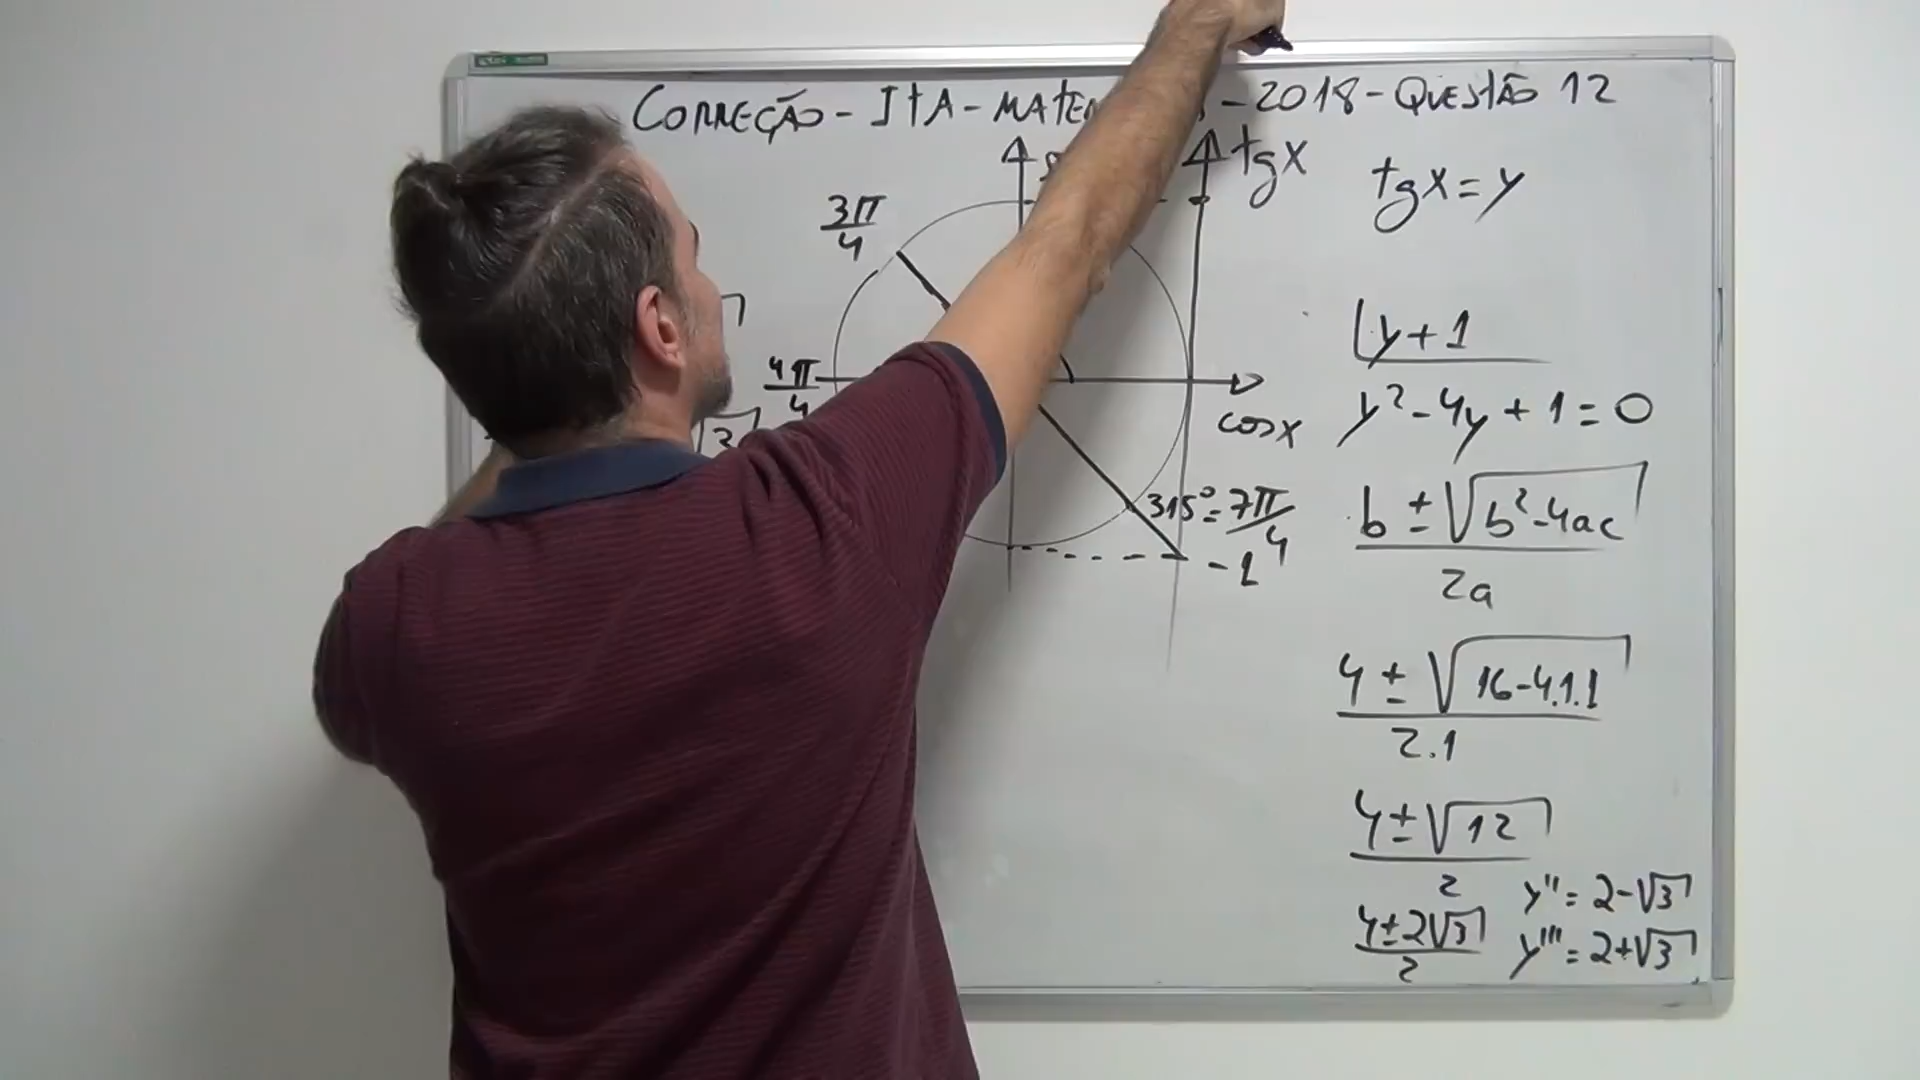 CORREÇÃO - ITA - MATEM - 2018 - QUESTÃO 12
tgx
tgx = y
3π/4
y + 1
4π/4
y² - 4y + 1 = 0
cosx
315° = 7π/4
b ± √b² - 4ac
2a
-1
4 ± √16 - 4.1.1
2.1
4 ± √12
2
y'' = 2 - √3
4 ± 2√3
2
y''' = 2 + √3